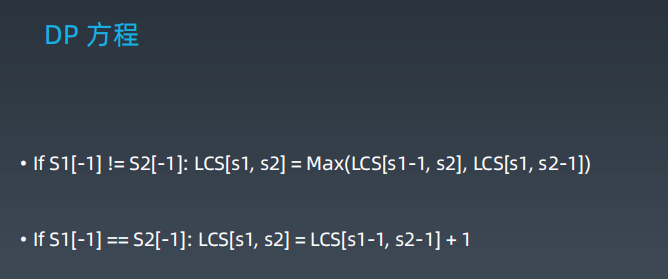 DP 方程
• If S1[-1] != S2[-1]: LCS[s1, s2] = Max(LCS[s1-1, s2], LCS[s1, s2-1])
• If S1[-1] == S2[-1]: LCS[s1, s2] = LCS[s1-1, s2-1] + 1